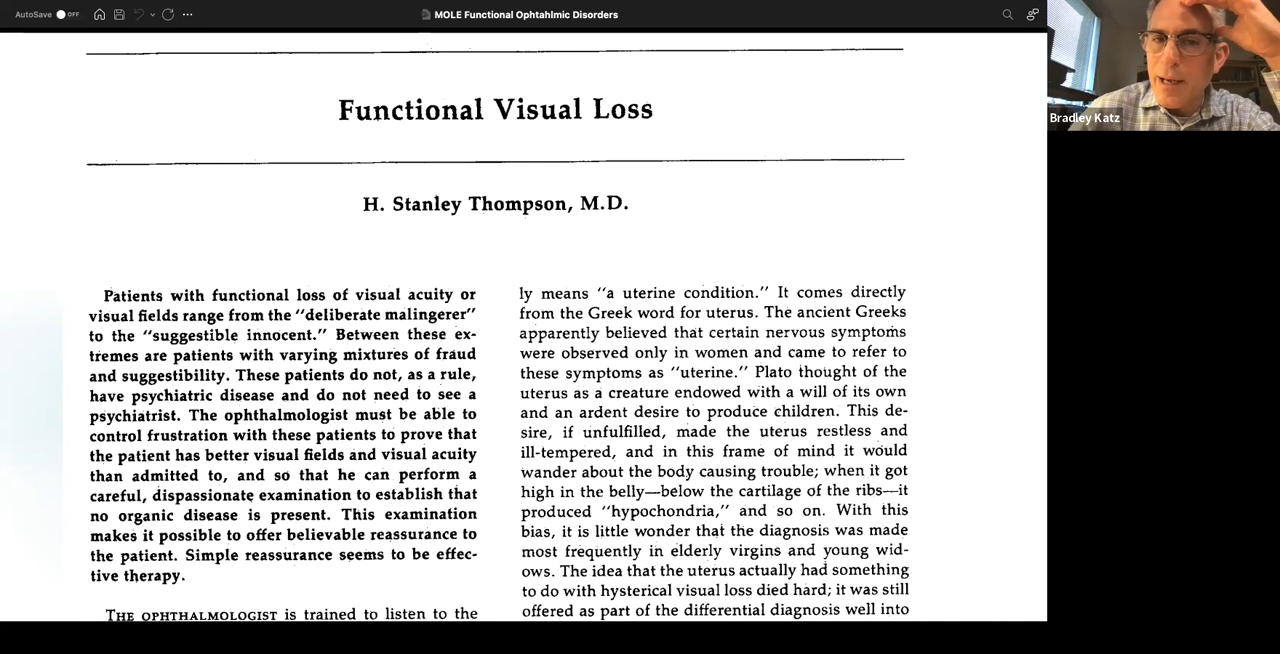 AutoSave OFF
MOLE Functional Ophtahlmic Disorders
Bradley Katz
Functional Visual Loss
H. Stanley Thompson, M.D.
Patients with functional loss of visual acuity or
visual fields range from the “deliberate malingerer”
to the “suggestible innocent.” Between these ex-
tremes are patients with varying mixtures of fraud
and suggestibility. These patients do not, as a rule,
have psychiatric disease and do not need to see a
psychiatrist. The ophthalmologist must be able to
control frustration with these patients to prove that
the patient has better visual fields and visual acuity
than admitted to, and so that he can perform a
careful, dispassionate examination to establish that
no organic disease is present. This examination
makes it possible to offer believable reassurance to
the patient. Simple reassurance seems to be effec-
tive therapy.
THE OPHTHALMOLOGIST is trained to listen to the
ly means “a uterine condition.” It comes directly
from the Greek word for uterus. The ancient Greeks
apparently believed that certain nervous symptoms
were observed only in women and came to refer to
these symptoms as “uterine.” Plato thought of the
uterus as a creature endowed with a will of its own
and an ardent desire to produce children. This de-
sire, if unfulfilled, made the uterus restless and
ill-tempered, and in this frame of mind it would
wander about the body causing trouble; when it got
high in the belly—below the cartilage of the ribs—it
produced “hypochondria,” and so on. With this
bias, it is little wonder that the diagnosis was made
most frequently in elderly virgins and young wid-
ows. The idea that the uterus actually had something
to do with hysterical visual loss died hard; it was still
offered as part of the differential diagnosis well into